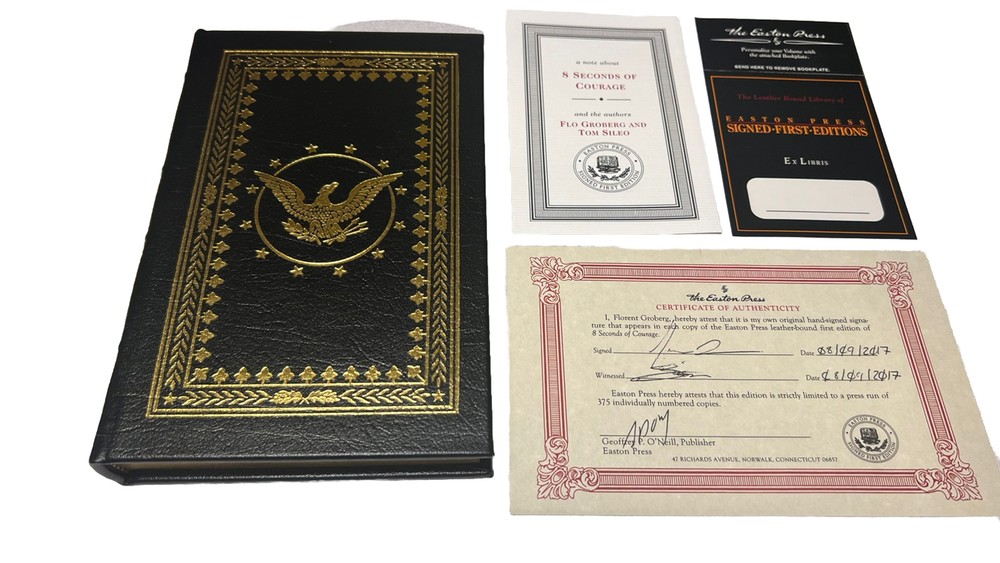 a note about
8 SECONDS OF
COURAGE
and the authors
FLO GROBERG AND
TOM SILEO
EASTON PRESS
SIGNED FIRST EDITION
The Easton Press
Personalize your Volume with
the attached Bookplate.
BEND HERE TO REMOVE BOOKPLATE.
The Leather Bound Library of
EASTON PRESS
SIGNED·FIRST·EDITIONS
EX LIBRIS
The Easton Press
CERTIFICATE OF AUTHENTICITY
I, Florent Groberg, hereby attest that it is my own original hand-signed signa-
ture that appears in each copy of the Easton Press leather-bound first edition of
8 Seconds of Courage.
Signed Date 08/09/2017
Witnessed Date 08/09/2017
Easton Press hereby attests that this edition is strictly limited to a press run of
375 individually numbered copies.
Geoffrey P. O'Neill, Publisher
Easton Press
47 RICHARDS AVENUE, NORWALK, CONNECTICUT 06857
EASTON PRESS
SIGNED FIRST EDITION